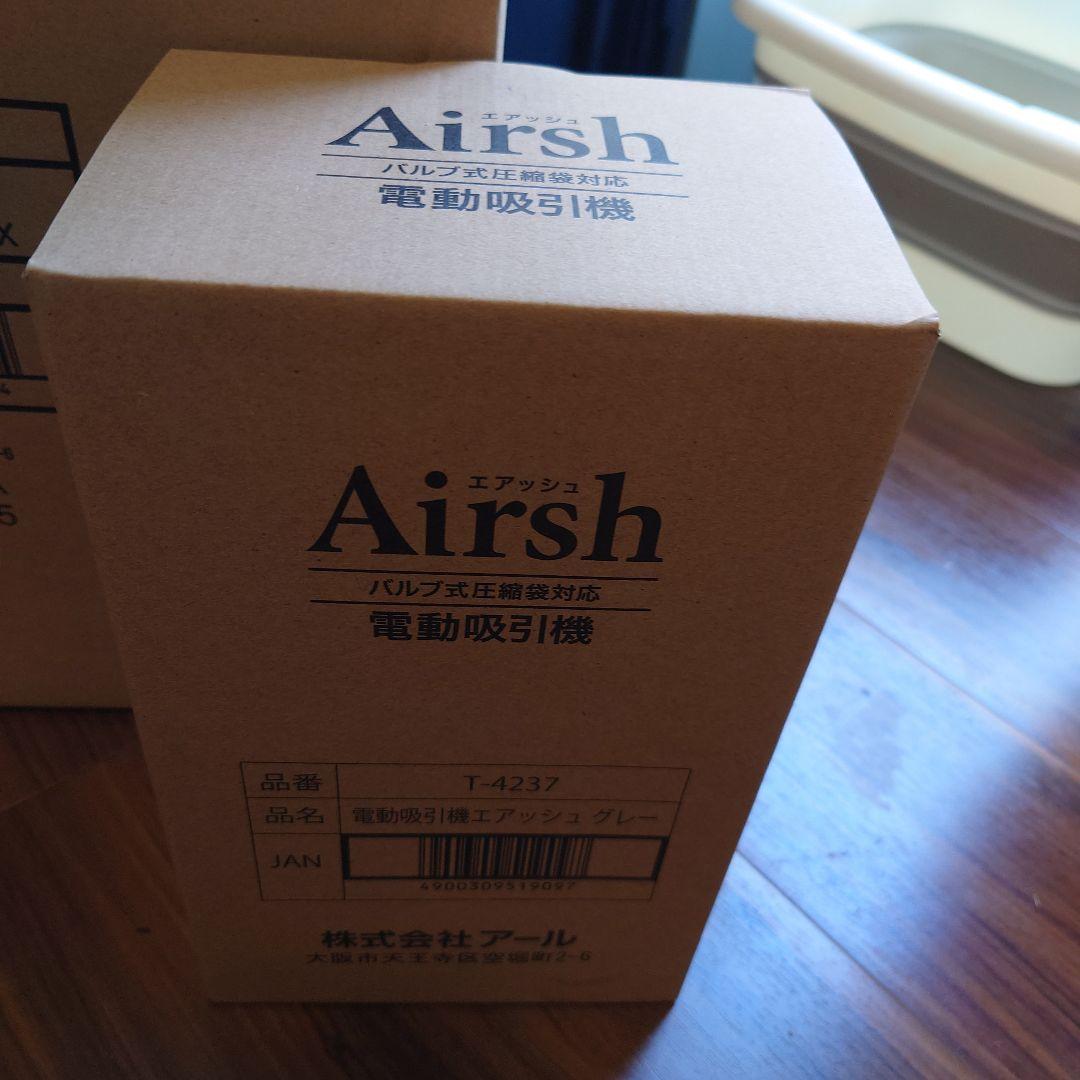 エアッシュ
Airsh
バルブ式圧縮袋対応
電動吸引機
エアッシュ
Airsh
バルブ式圧縮袋対応
電動吸引機
品番 T-4237
品名 電動吸引機エアッシュ グレー
JAN
4900309519097
株式会社アール
大阪市天王寺区空堀町2-6
X
4
-6
5